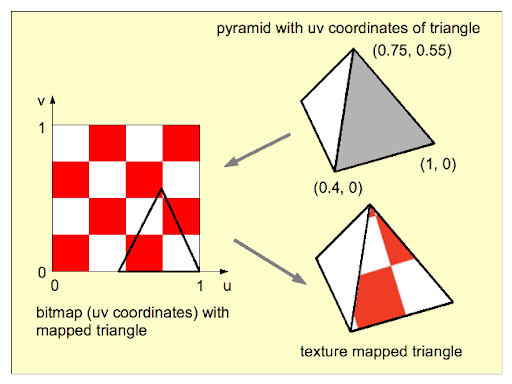 pyramid with uv coordinates of triangle
(0.75, 0.55)
v
1
(1, 0)
(0.4, 0)
0
0
1
u
bitmap (uv coordinates) with
mapped triangle
texture mapped triangle